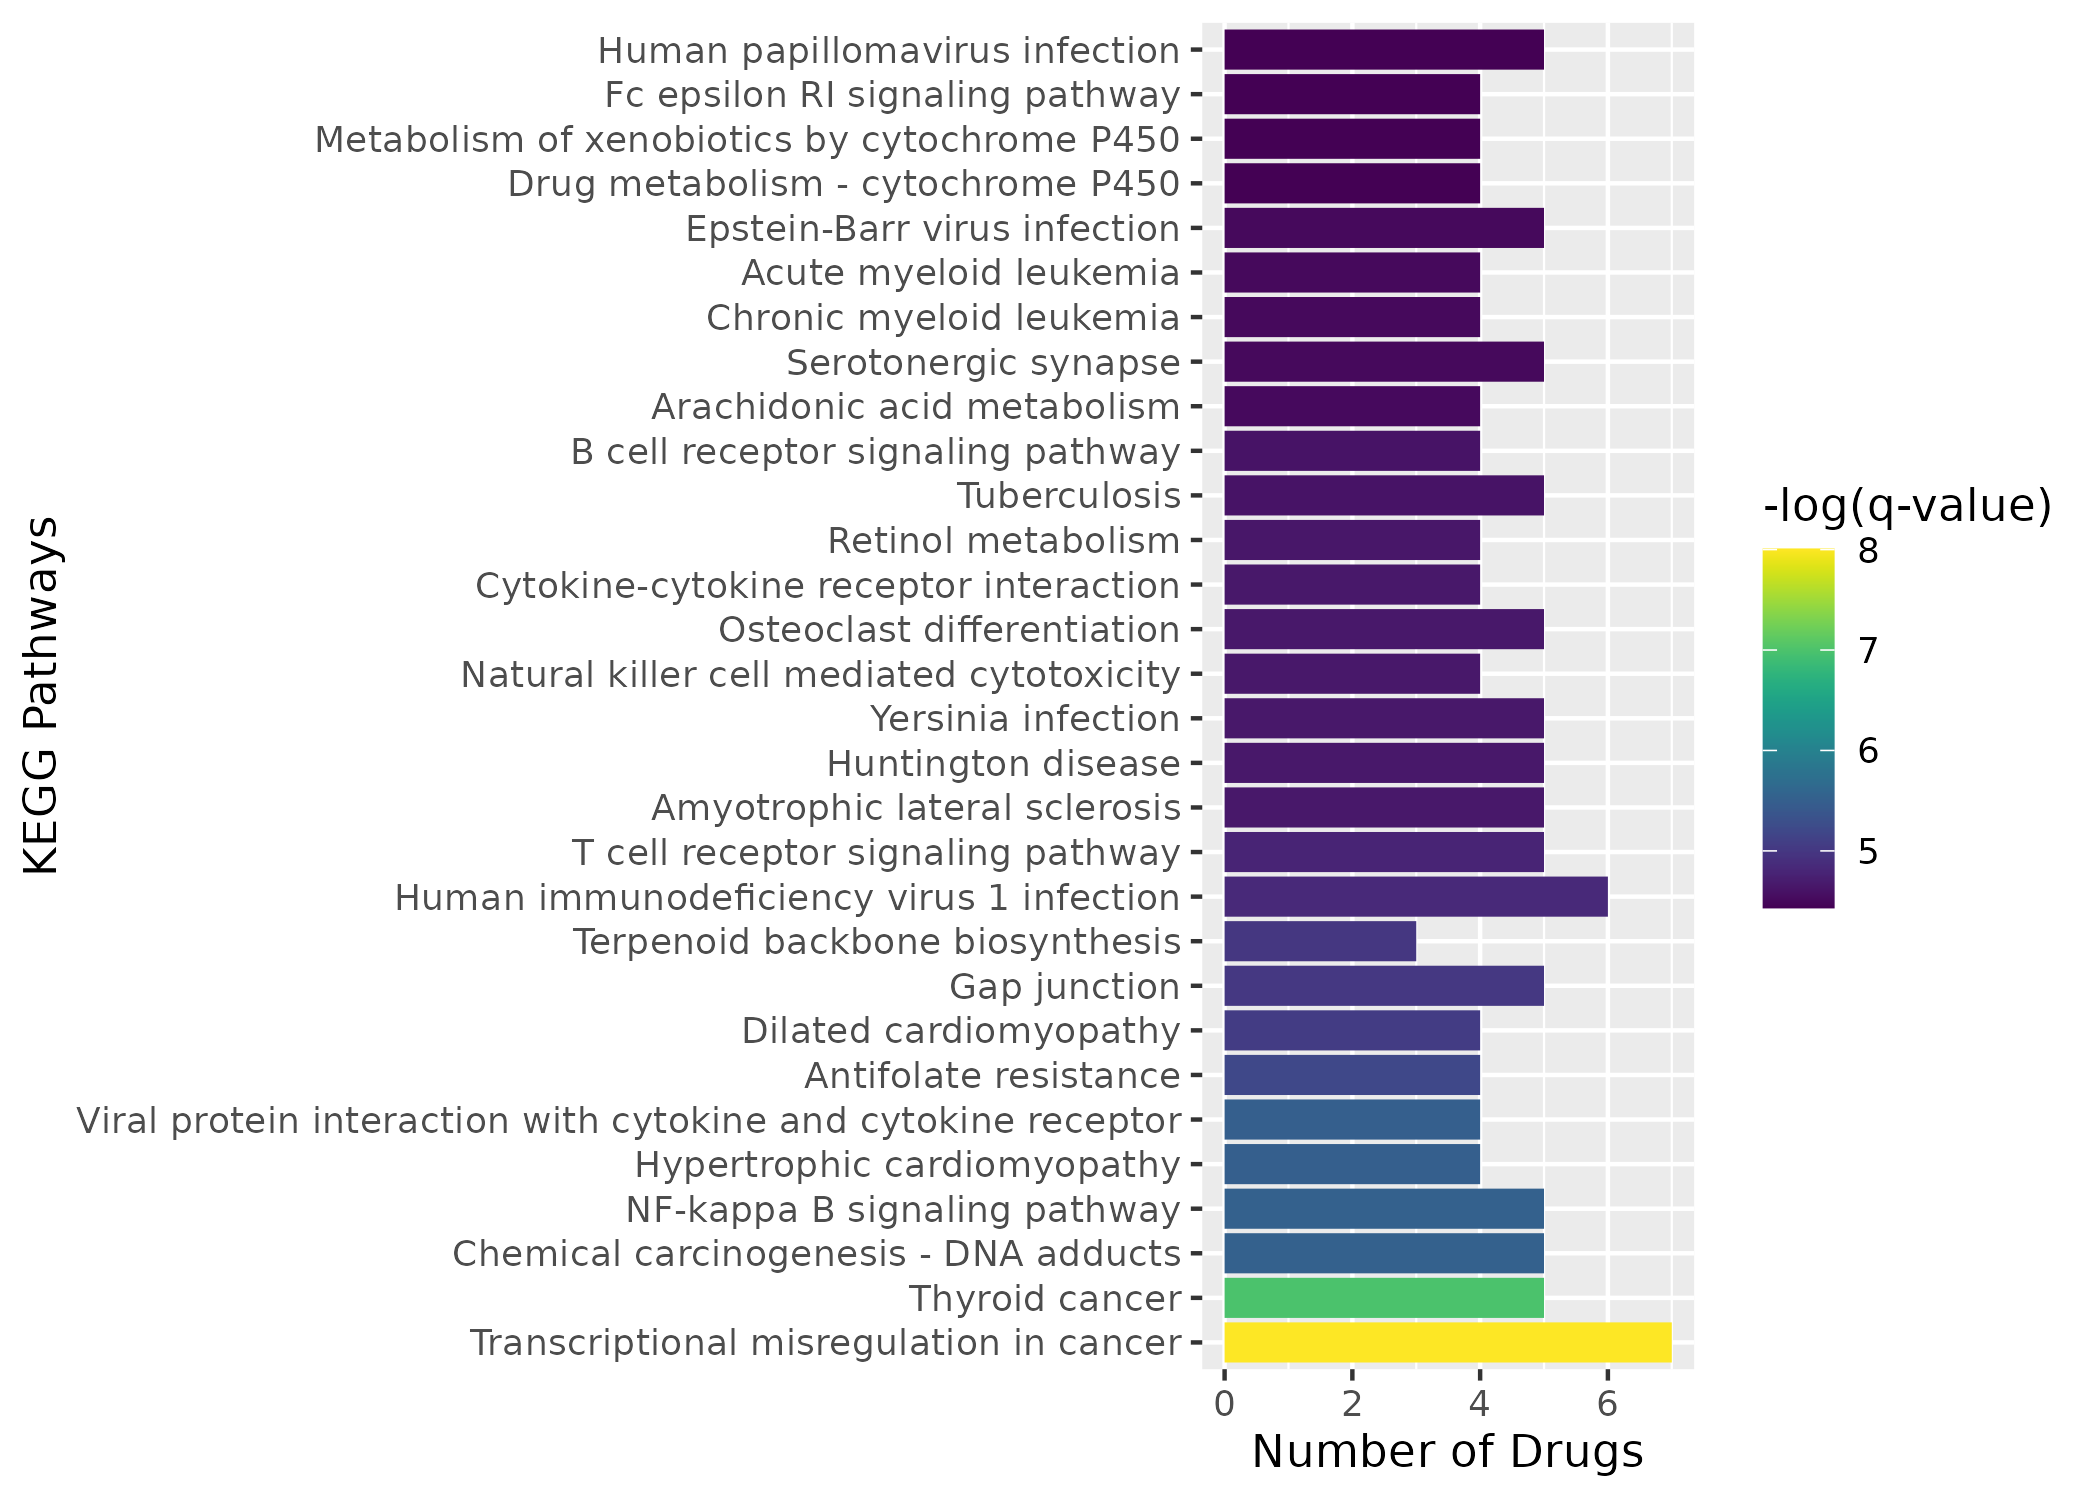 KEGG Pathways
Human papillomavirus infection
Fc epsilon RI signaling pathway
Metabolism of xenobiotics by cytochrome P450
Drug metabolism - cytochrome P450
Epstein-Barr virus infection
Acute myeloid leukemia
Chronic myeloid leukemia
Serotonergic synapse
Arachidonic acid metabolism
B cell receptor signaling pathway
Tuberculosis
Retinol metabolism
Cytokine-cytokine receptor interaction
Osteoclast differentiation
Natural killer cell mediated cytotoxicity
Yersinia infection
Huntington disease
Amyotrophic lateral sclerosis
T cell receptor signaling pathway
Human immunodeficiency virus 1 infection
Terpenoid backbone biosynthesis
Gap junction
Dilated cardiomyopathy
Antifolate resistance
Viral protein interaction with cytokine and cytokine receptor
Hypertrophic cardiomyopathy
NF-kappa B signaling pathway
Chemical carcinogenesis - DNA adducts
Thyroid cancer
Transcriptional misregulation in cancer
0 2 4 6
Number of Drugs
-log(q-value)
8
7
6
5